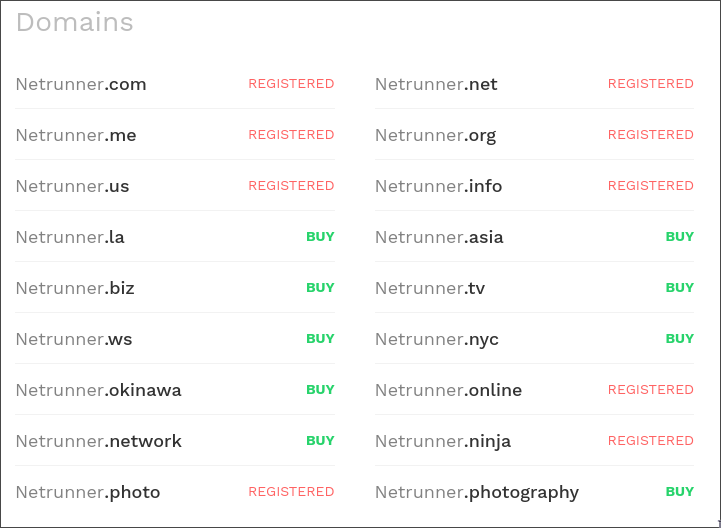 Domains
Netrunner.com REGISTERED Netrunner.net REGISTERED
Netrunner.me REGISTERED Netrunner.org REGISTERED
Netrunner.us REGISTERED Netrunner.info REGISTERED
Netrunner.la BUY Netrunner.asia BUY
Netrunner.biz BUY Netrunner.tv BUY
Netrunner.ws BUY Netrunner.nyc BUY
Netrunner.okinawa BUY Netrunner.online REGISTERED
Netrunner.network BUY Netrunner.ninja REGISTERED
Netrunner.photo REGISTERED Netrunner.photography BUY